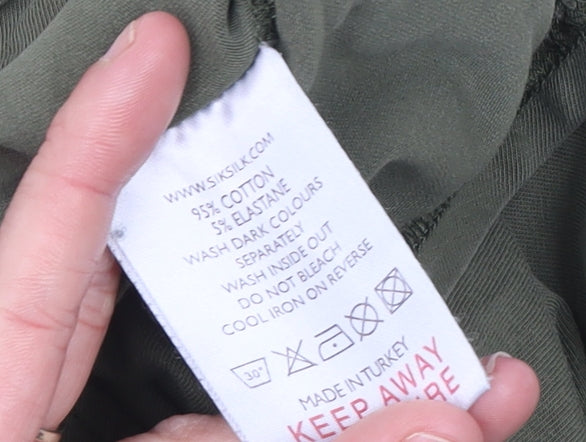 WWW.SIKSILK.COM
95% COTTON
5% ELASTANE
WASH DARK COLOURS
SEPARATELY
WASH INSIDE OUT
DO NOT BLEACH
COOL IRON ON REVERSE
30°
MADE IN TURKEY
KEEP AWAY